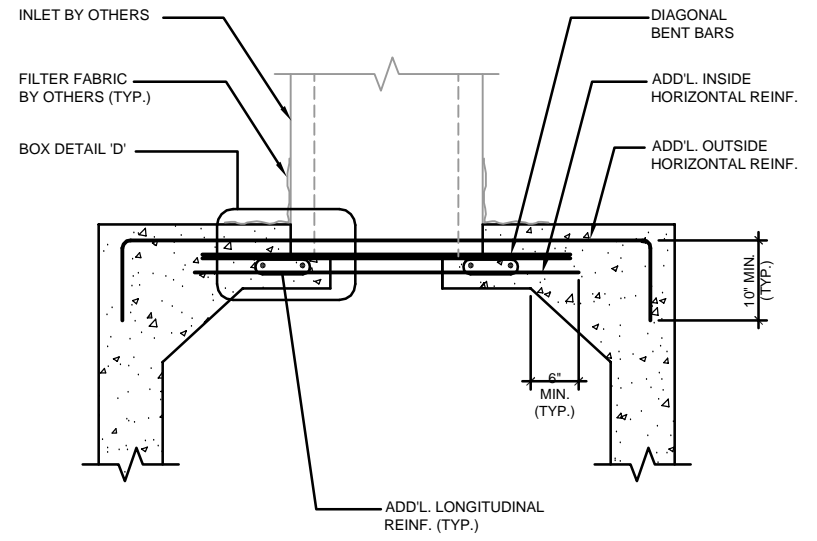 INLET BY OTHERS
FILTER FABRIC
BY OTHERS (TYP.)
BOX DETAIL 'D'
DIAGONAL
BENT BARS
ADD'L. INSIDE
HORIZONTAL REINF.
ADD'L. OUTSIDE
HORIZONTAL REINF.
10" MIN.
(TYP.)
6"
MIN.
(TYP.)
ADD'L. LONGITUDINAL
REINF. (TYP.)